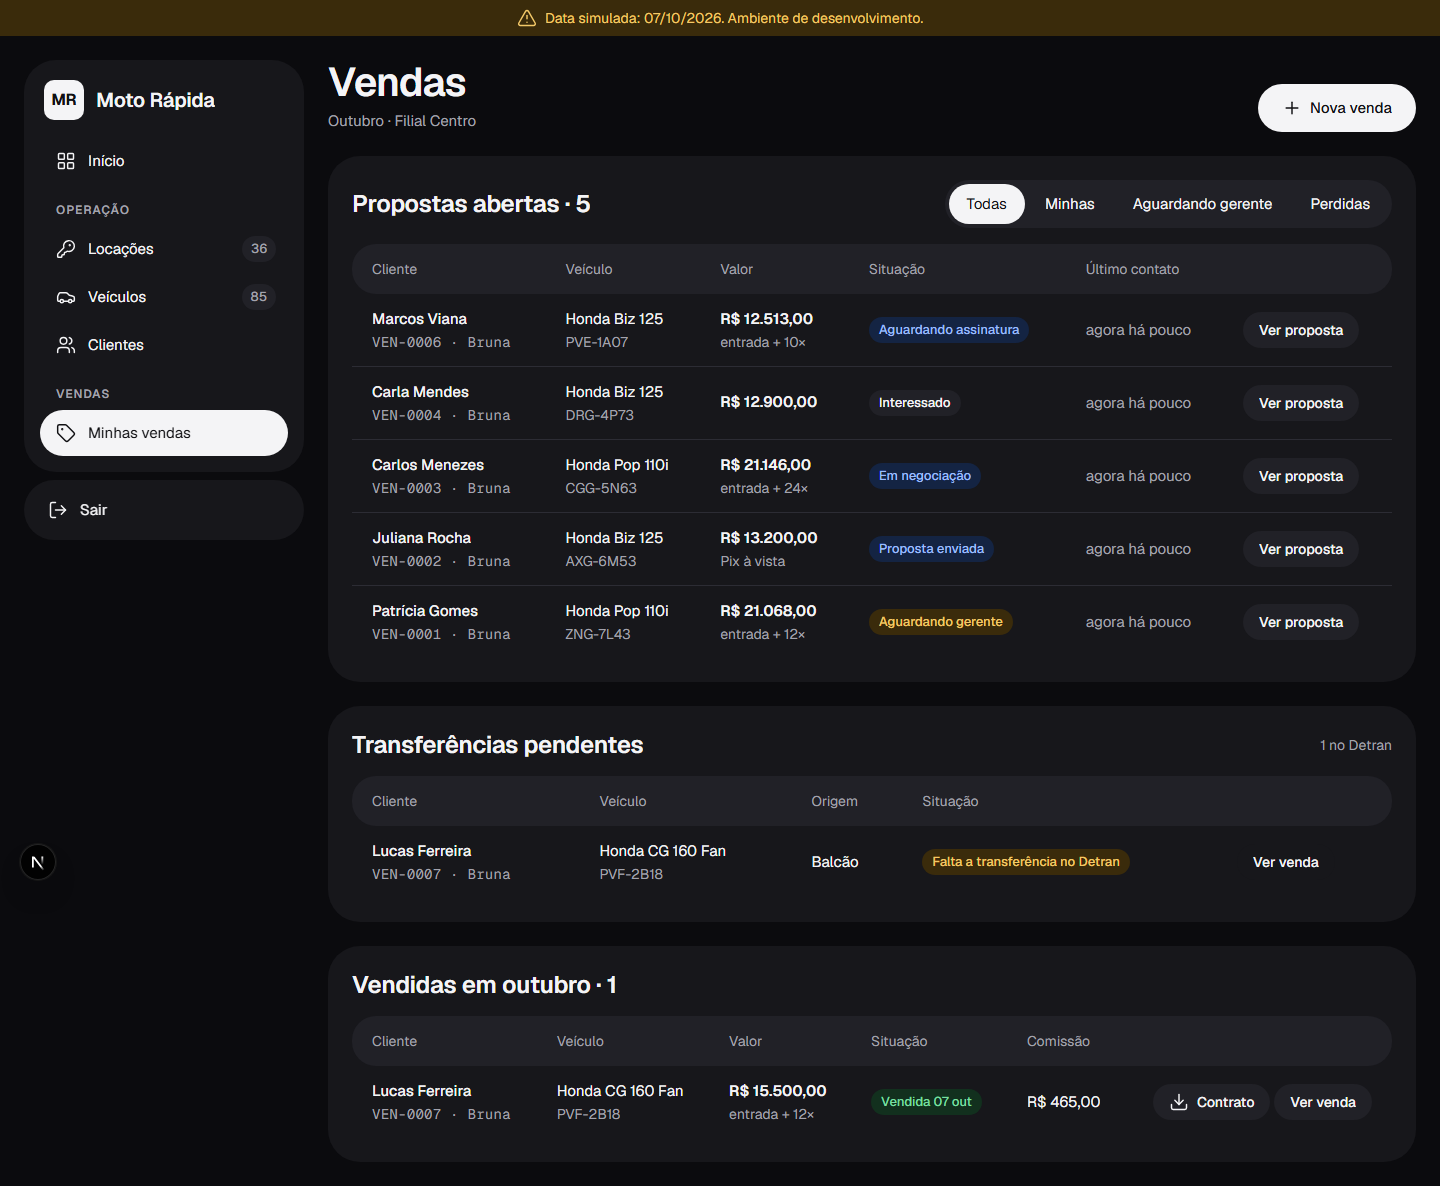 Data simulada: 07/10/2026. Ambiente de desenvolvimento.
MR Moto Rápida
Início
OPERAÇÃO
Locações 36
Veículos 85
Clientes
VENDAS
Minhas vendas
Sair
N
Vendas
Outubro · Filial Centro
+ Nova venda
Propostas abertas · 5
Todas Minhas Aguardando gerente Perdidas
Cliente Veículo Valor Situação Último contato
Marcos Viana Honda Biz 125 R$ 12.513,00 Aguardando assinatura agora há pouco Ver proposta
VEN-0006 · Bruna PVE-1A07 entrada + 10×
Carla Mendes Honda Biz 125 R$ 12.900,00 Interessado agora há pouco Ver proposta
VEN-0004 · Bruna DRG-4P73
Carlos Menezes Honda Pop 110i R$ 21.146,00 Em negociação agora há pouco Ver proposta
VEN-0003 · Bruna CGG-5N63 entrada + 24×
Juliana Rocha Honda Biz 125 R$ 13.200,00 Proposta enviada agora há pouco Ver proposta
VEN-0002 · Bruna AXG-6M53 Pix à vista
Patrícia Gomes Honda Pop 110i R$ 21.068,00 Aguardando gerente agora há pouco Ver proposta
VEN-0001 · Bruna ZNG-7L43 entrada + 12×
Transferências pendentes 1 no Detran
Cliente Veículo Origem Situação
Lucas Ferreira Honda CG 160 Fan Balcão Falta a transferência no Detran Ver venda
VEN-0007 · Bruna PVF-2B18
Vendidas em outubro · 1
Cliente Veículo Valor Situação Comissão
Lucas Ferreira Honda CG 160 Fan R$ 15.500,00 Vendida 07 out R$ 465,00 Contrato Ver venda
VEN-0007 · Bruna PVF-2B18 entrada + 12×